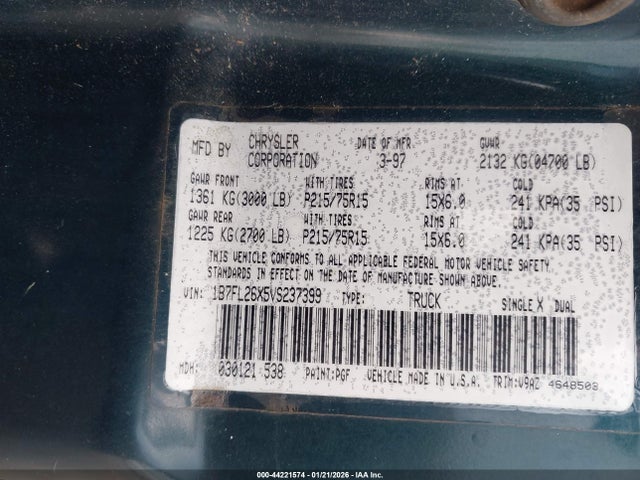 MFD BY CHRYSLER CORPORATION DATE OF MFR 3-97 GVWR 2132 KG(04700 LB)
GAWR FRONT WITH TIRES RIMS AT COLD
1361 KG(3000 LB) P215/75R15 15X6.0 241 KPA(35 PSI)
GAWR REAR WITH TIRES RIMS AT COLD
1225 KG(2700 LB) P215/75R15 15X6.0 241 KPA(35 PSI)
THIS VEHICLE CONFORMS TO ALL APPLICABLE FEDERAL MOTOR VEHICLE SAFETY
STANDARDS IN EFFECT ON THE DATE OF MANUFACTURE SHOWN ABOVE.
VIN: 1B7FL26X5VS237399 TYPE: TRUCK SINGLE X DUAL
MDH: 030121 538 PAINT:PGF VEHICLE MADE IN U.S.A. TRIM:V9AZ 4648503
000-44221574 | 01/21/2026 | IAA Inc.